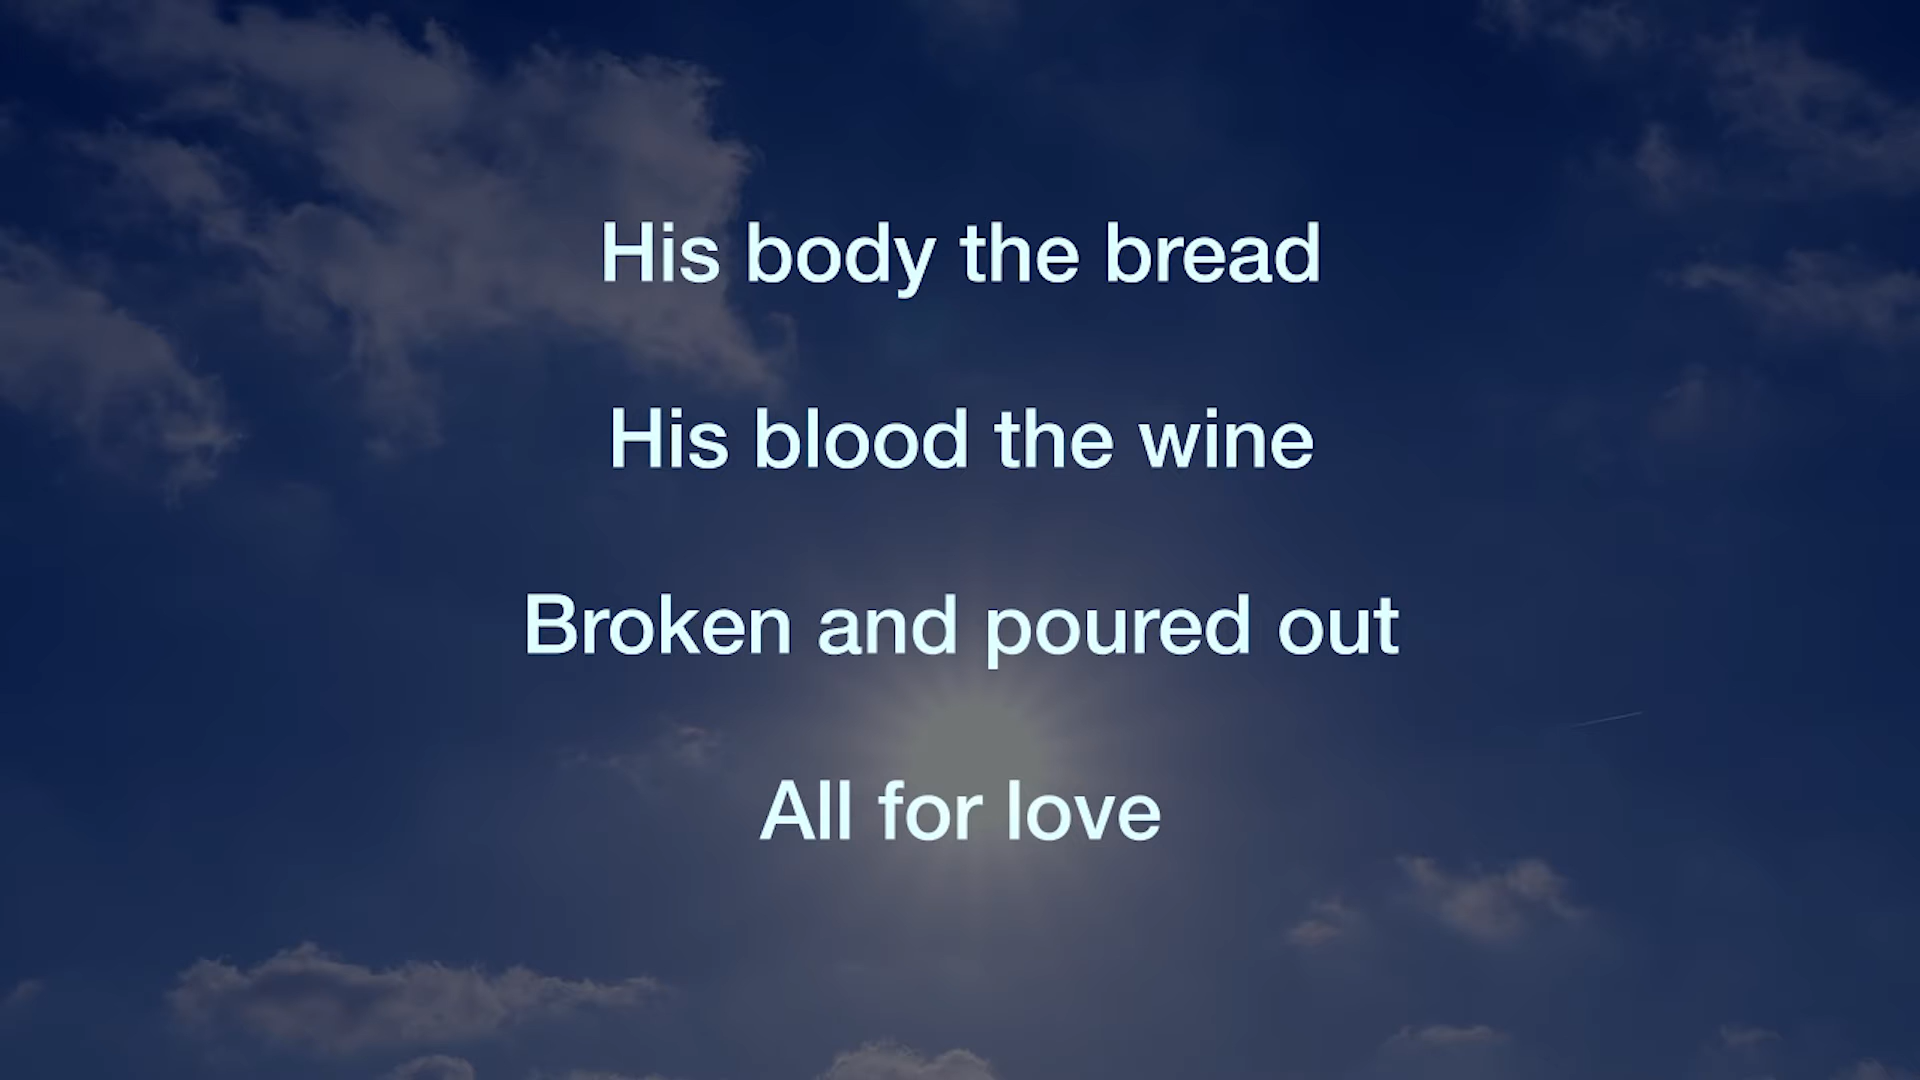 His body the bread
His blood the wine
Broken and poured out
All for love